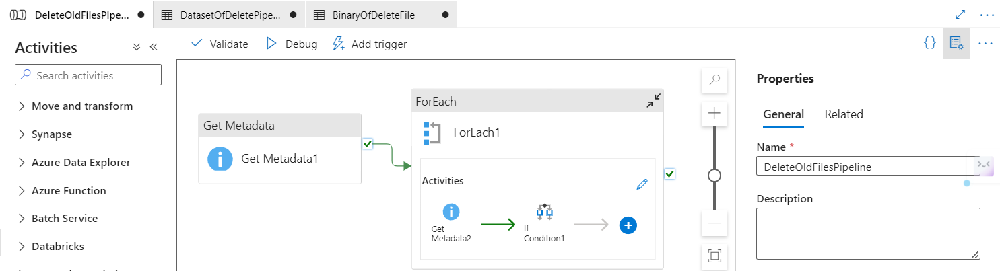 DeleteOldFilesPipe...
DatasetOfDeletePipe...
BinaryOfDeleteFile
Activities
Search activities
Move and transform
Synapse
Azure Data Explorer
Azure Function
Batch Service
Databricks
Validate
Debug
Add trigger
Get Metadata
Get Metadata1
ForEach
ForEach1
Activities
Get
Metadata2
If
Condition1
Properties
General
Related
Name *
DeleteOldFilesPipeline
Description